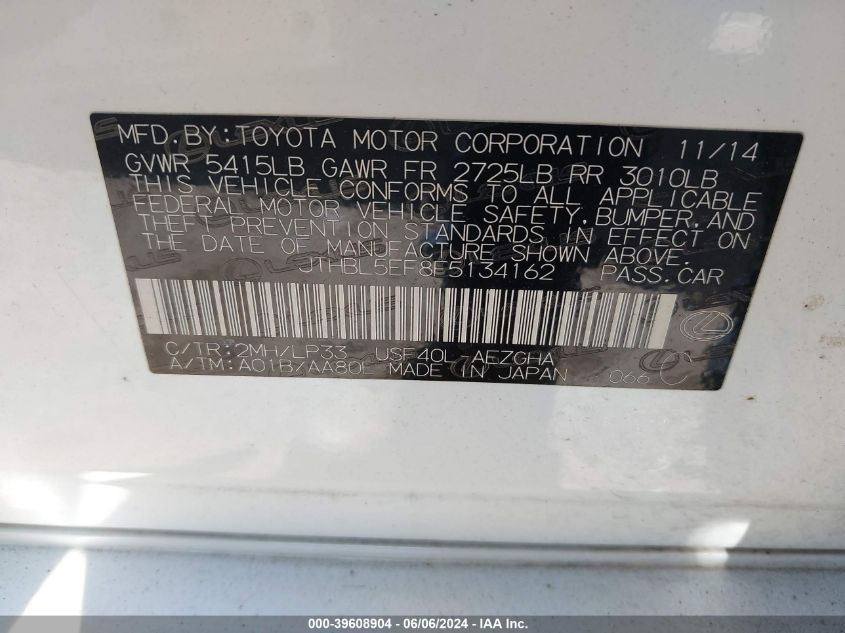 MFD.BY:TOYOTA MOTOR CORPORATION 11/14
GVWR 5415LB GAWR FR 2725LB RR 3010LB
THIS VEHICLE CONFORMS TO ALL APPLICABLE
FEDERAL MOTOR VEHICLE SAFETY,BUMPER,AND
THEFT PREVENTION STANDARDS IN EFFECT ON
THE DATE OF MANUFACTURE SHOWN ABOVE.
JTHBL5EF8F5134162 PASS.CAR
C/TR:2MH/LP33 USF40L-AEZGHA
A/TM:A01B/AA80E MADE IN JAPAN 066
000-39608904 - 06/06/2024 - IAA Inc.